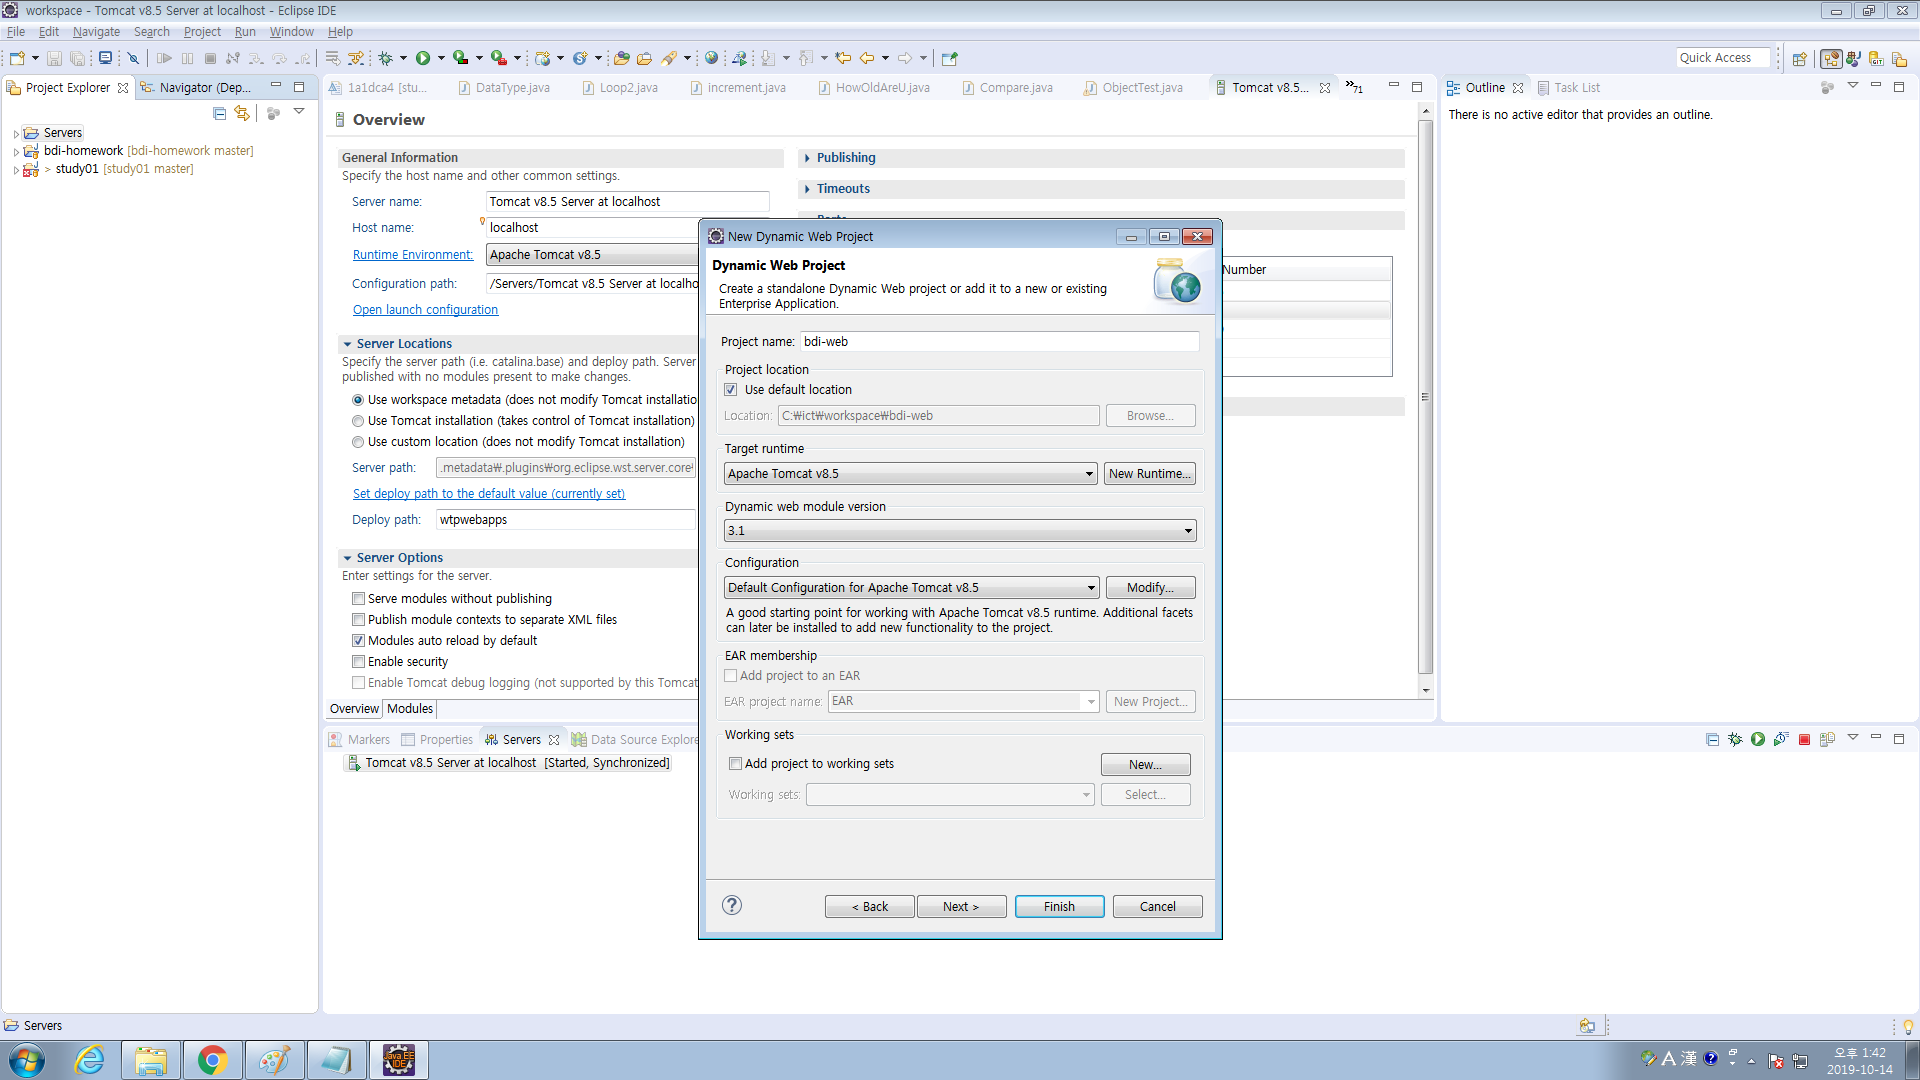 workspace - Tomcat v8.5 Server at localhost - Eclipse IDE
File Edit Navigate Search Project Run Window Help
Quick Access
Project Explorer
Navigator (Dep...
1a1dca4 [stu...
DataType.java
Loop2.java
increment.java
HowOldAreU.java
Compare.java
ObjectTest.java
Tomcat v8.5...
»71
Outline
Task List
Servers
bdi-homework [bdi-homework master]
> study01 [study01 master]
There is no active editor that provides an outline.
Overview
General Information
Specify the host name and other common settings.
Server name: Tomcat v8.5 Server at localhost
Host name: localhost
Runtime Environment: Apache Tomcat v8.5
Configuration path: /Servers/Tomcat v8.5 Server at localho
Open launch configuration
Server Locations
Specify the server path (i.e. catalina.base) and deploy path. Server
published with no modules present to make changes.
Use workspace metadata (does not modify Tomcat installatio
Use Tomcat installation (takes control of Tomcat installation)
Use custom location (does not modify Tomcat installation)
Server path: .metadata₩.plugins₩org.eclipse.wst.server.core
Set deploy path to the default value (currently set)
Deploy path: wtpwebapps
Server Options
Enter settings for the server.
Serve modules without publishing
Publish module contexts to separate XML files
Modules auto reload by default
Enable security
Enable Tomcat debug logging (not supported by this Tomcat
Overview
Modules
Publishing
Timeouts
Number
New Dynamic Web Project
Dynamic Web Project
Create a standalone Dynamic Web project or add it to a new or existing
Enterprise Application.
Project name: bdi-web
Project location
Use default location
Location: C:₩ict₩workspace₩bdi-web Browse...
Target runtime
Apache Tomcat v8.5 New Runtime...
Dynamic web module version
3.1
Configuration
Default Configuration for Apache Tomcat v8.5 Modify...
A good starting point for working with Apache Tomcat v8.5 runtime. Additional facets
can later be installed to add new functionality to the project.
EAR membership
Add project to an EAR
EAR project name: EAR New Project...
Working sets
Add project to working sets New...
Working sets: Select...
< Back Next > Finish Cancel
Markers
Properties
Servers
Data Source Explore
Tomcat v8.5 Server at localhost [Started, Synchronized]
Servers
Java EE
IDE
A 漢
오후 1:42
2019-10-14